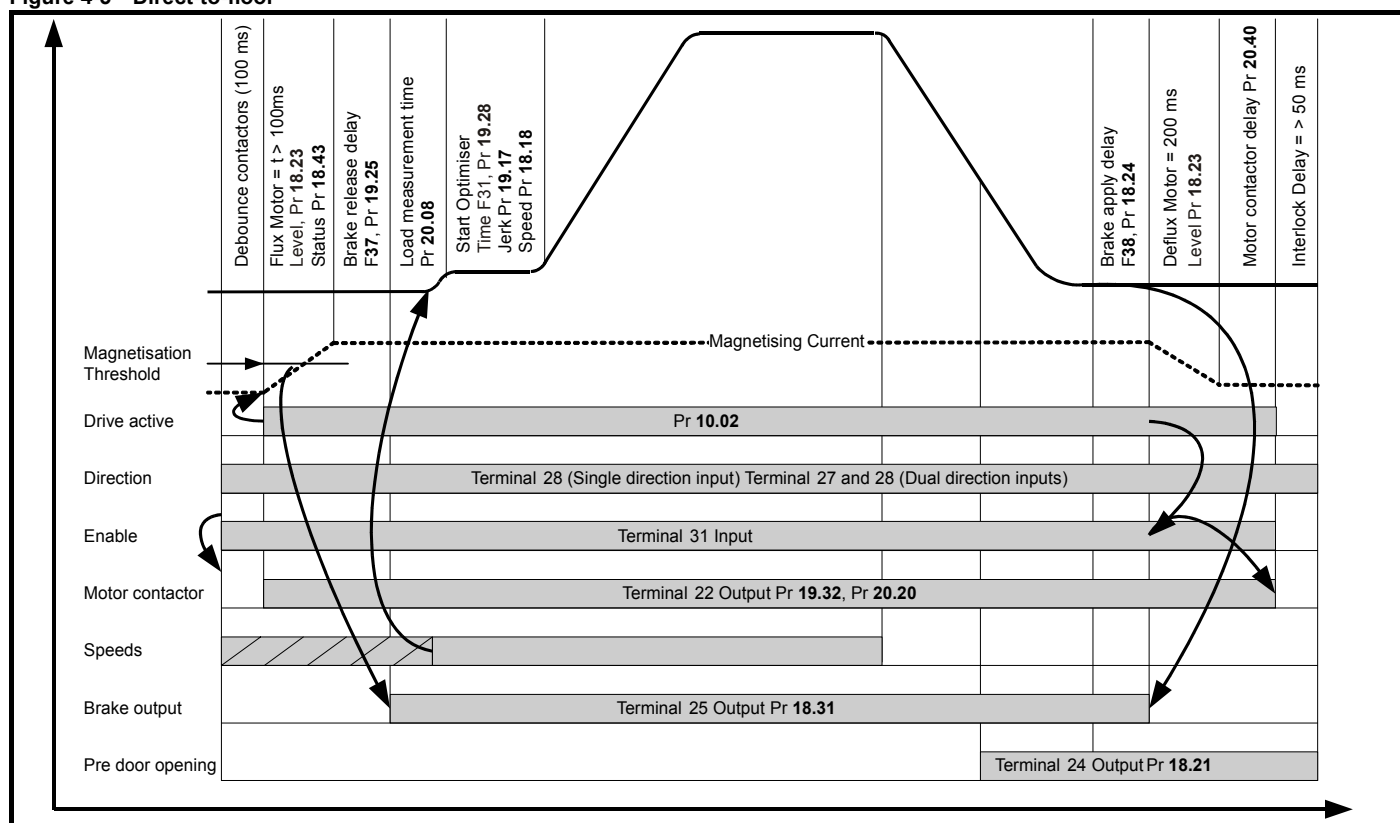 Debounce contactors (100 ms)
Flux Motor = t > 100ms
Level, Pr 18.23
Status Pr 18.43
Brake release delay
F37, Pr 19.25
Load measurement time
Pr 20.08
Start Optimiser
Time F31, Pr 19.28
Jerk Pr 19.17
Speed Pr 18.18
Brake apply delay
F38, Pr 18.24
Deflux Motor = 200 ms
Level Pr 18.23
Motor contactor delay Pr 20.40
Interlock Delay = > 50 ms
Magnetisation
Threshold
Magnetising Current
Drive active
Pr 10.02
Direction
Terminal 28 (Single direction input) Terminal 27 and 28 (Dual direction inputs)
Enable
Terminal 31 Input
Motor contactor
Terminal 22 Output Pr 19.32, Pr 20.20
Speeds
Brake output
Terminal 25 Output Pr 18.31
Pre door opening
Terminal 24 Output Pr 18.21